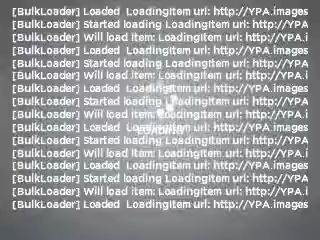 [BulkLoader] Loaded LoadingItem url: http://YPA.images
[BulkLoader] Started loading LoadingItem url: http://YPA
[BulkLoader] Will load item: LoadingItem url: http://YPA.i
[BulkLoader] Loaded LoadingItem url: http://YPA.images
[BulkLoader] Started loading LoadingItem url: http://YPA
[BulkLoader] Will load item: LoadingItem url: http://YPA.i
[BulkLoader] Loaded LoadingItem url: http://YPA.images
[BulkLoader] Started loading LoadingItem url: http://YPA
[BulkLoader] Will load item: LoadingItem url: http://YPA.i
[BulkLoader] Loaded LoadingItem url: http://YPA.images
[BulkLoader] Started loading LoadingItem url: http://YPA
[BulkLoader] Will load item: LoadingItem url: http://YPA.i
[BulkLoader] Loaded LoadingItem url: http://YPA.images
[BulkLoader] Started loading LoadingItem url: http://YPA
[BulkLoader] Will load item: LoadingItem url: http://YPA.i
[BulkLoader] Loaded LoadingItem url: http://YPA.images